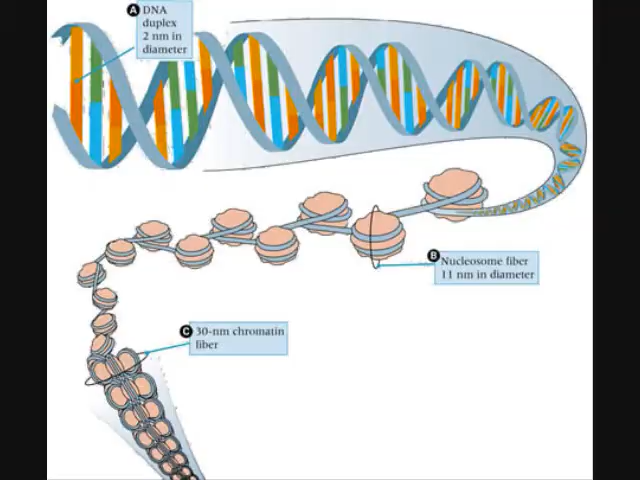 A DNA
duplex
2 nm in
diameter
B Nucleosome fiber
11 nm in diameter
C 30-nm chromatin
fiber